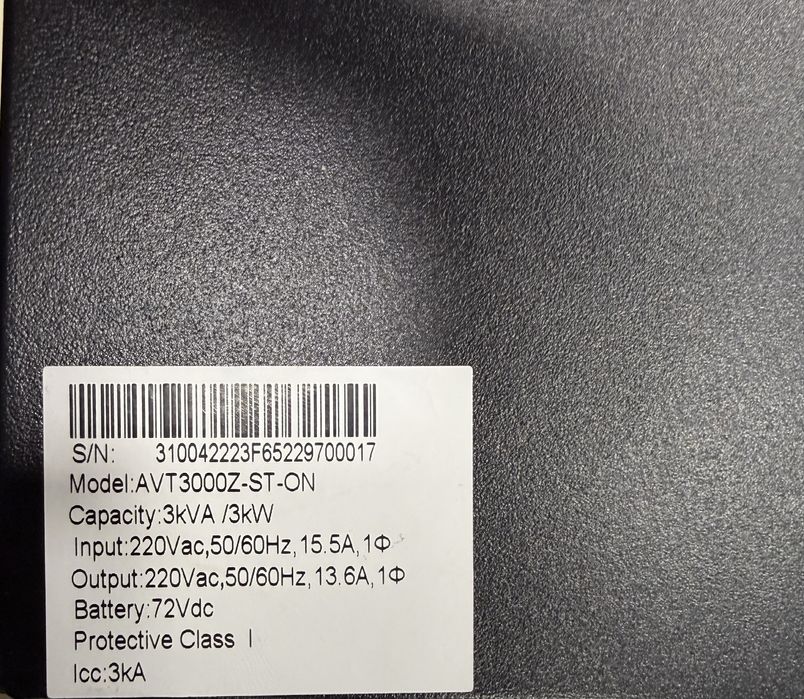 S/N: 310042223F65229700017
Model:AVT3000Z-ST-ON
Capacity:3kVA /3kW
Input:220Vac,50/60Hz,15.5A,1Φ
Output:220Vac,50/60Hz,13.6A,1Φ
Battery:72Vdc
Protective Class I
Icc:3kA